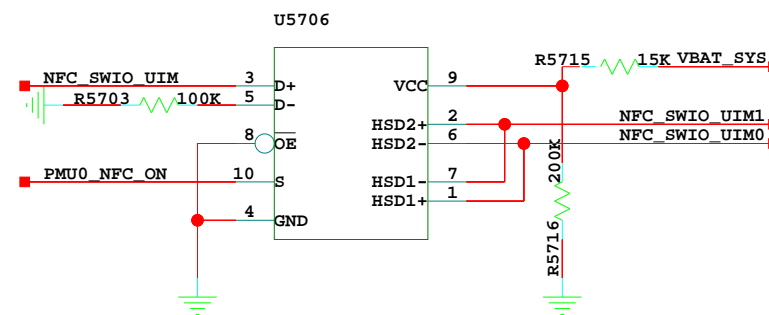 U5706
R5715 15K VBAT_SYS
NFC_SWIO_UIM 3 D+ VCC 9
R5703 100K 5 D-
HSD2+ 2 NFC_SWIO_UIM1
8 OE HSD2- 6 NFC_SWIO_UIM0
200K
PMU0_NFC_ON 10 S HSD1- 7
HSD1+ 1
4 GND
R5716